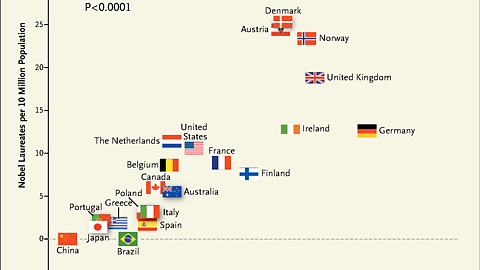 P<0.0001
Nobel Laureates per 10 Million Population
25
20
15
10
5
0
Denmark
Austria
Norway
United Kingdom
Ireland
Germany
United
States
The Netherlands
France
Belgium
Finland
Canada
Australia
Poland
Greece
Portugal
Italy
Spain
Japan
China
Brazil